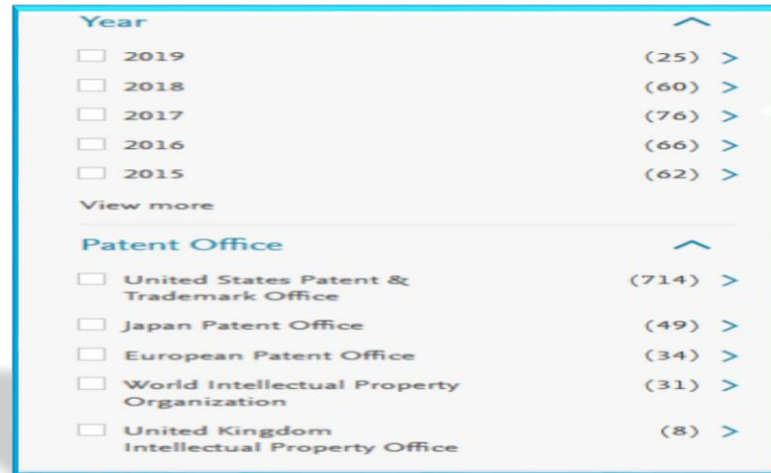 Year
2019 (25) >
2018 (60) >
2017 (76) >
2016 (66) >
2015 (62) >
View more
Patent Office
United States Patent & (714) >
Trademark Office
Japan Patent Office (49) >
European Patent Office (34) >
World Intellectual Property (31) >
Organization
United Kingdom (8) >
Intellectual Property Office